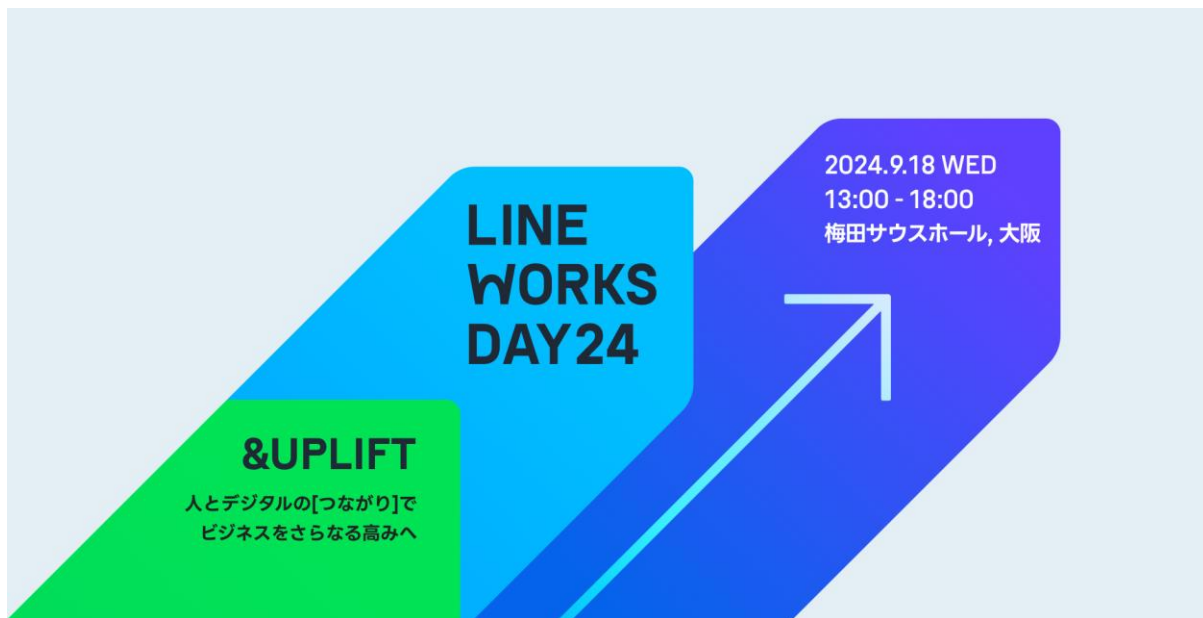 LINE
WORKS
DAY24
&UPLIFT
人とデジタルの[つながり]で
ビジネスをさらなる高みへ
2024.9.18 WED
13:00 - 18:00
梅田サウスホール, 大阪